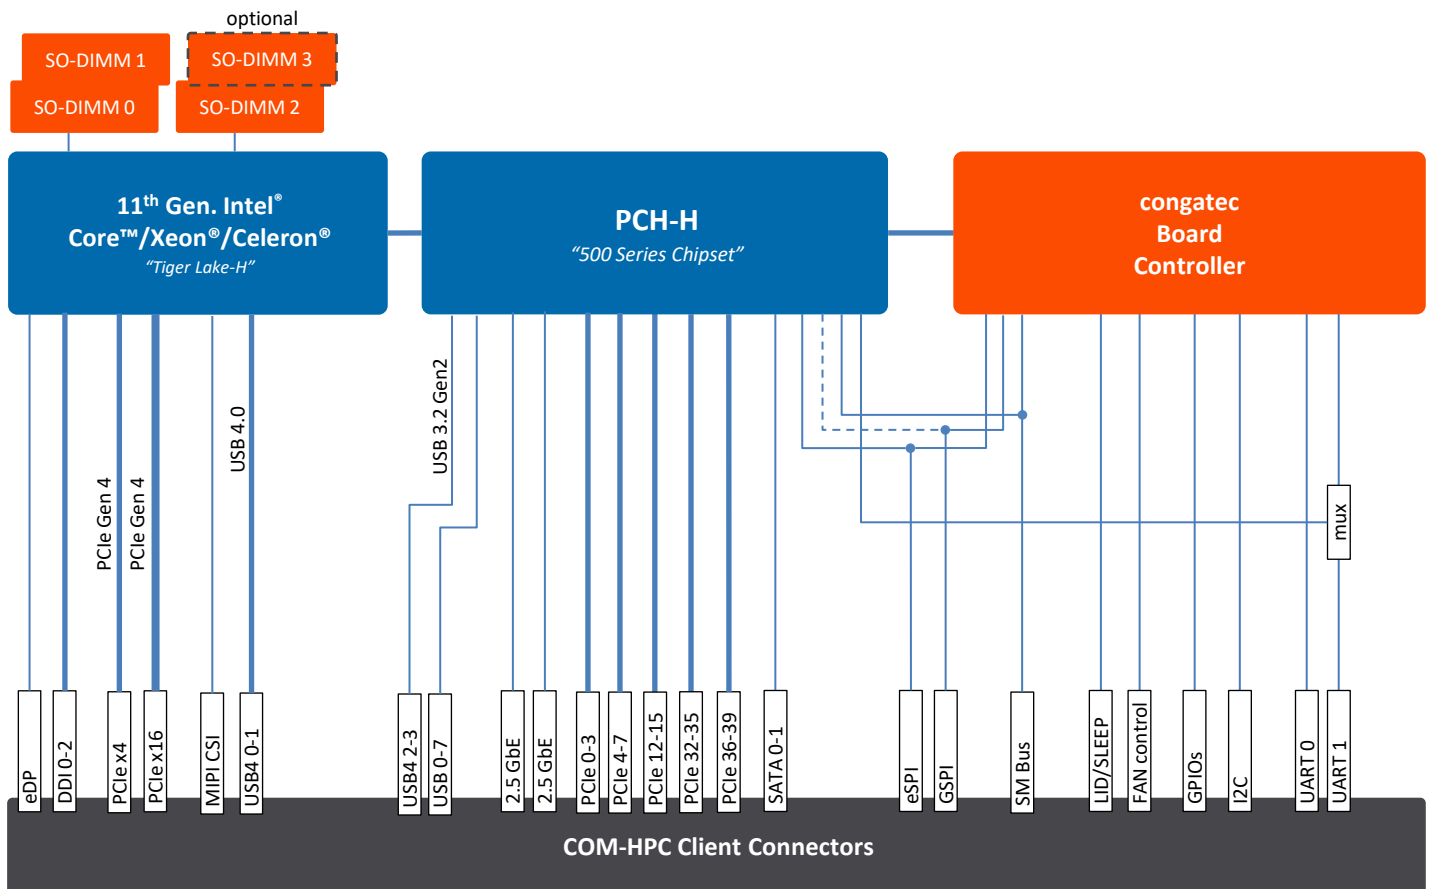 optional
SO-DIMM 1
SO-DIMM 3
SO-DIMM 0
SO-DIMM 2
11th Gen. Intel®
Core™/Xeon®/Celeron®
"Tiger Lake-H"
PCH-H
"500 Series Chipset"
congatec
Board
Controller
PCIe Gen 4
PCIe Gen 4
USB 4.0
USB 3.2 Gen2
mux
eDP
DDI 0-2
PCIe x4
PCIe x16
MIPI CSI
USB4 0-1
USB4 2-3
USB 0-7
2.5 GbE
2.5 GbE
PCIe 0-3
PCIe 4-7
PCIe 12-15
PCIe 32-35
PCIe 36-39
SATA 0-1
eSPI
GSPI
SM Bus
LID/SLEEP
FAN control
GPIOs
I2C
UART 0
UART 1
COM-HPC Client Connectors